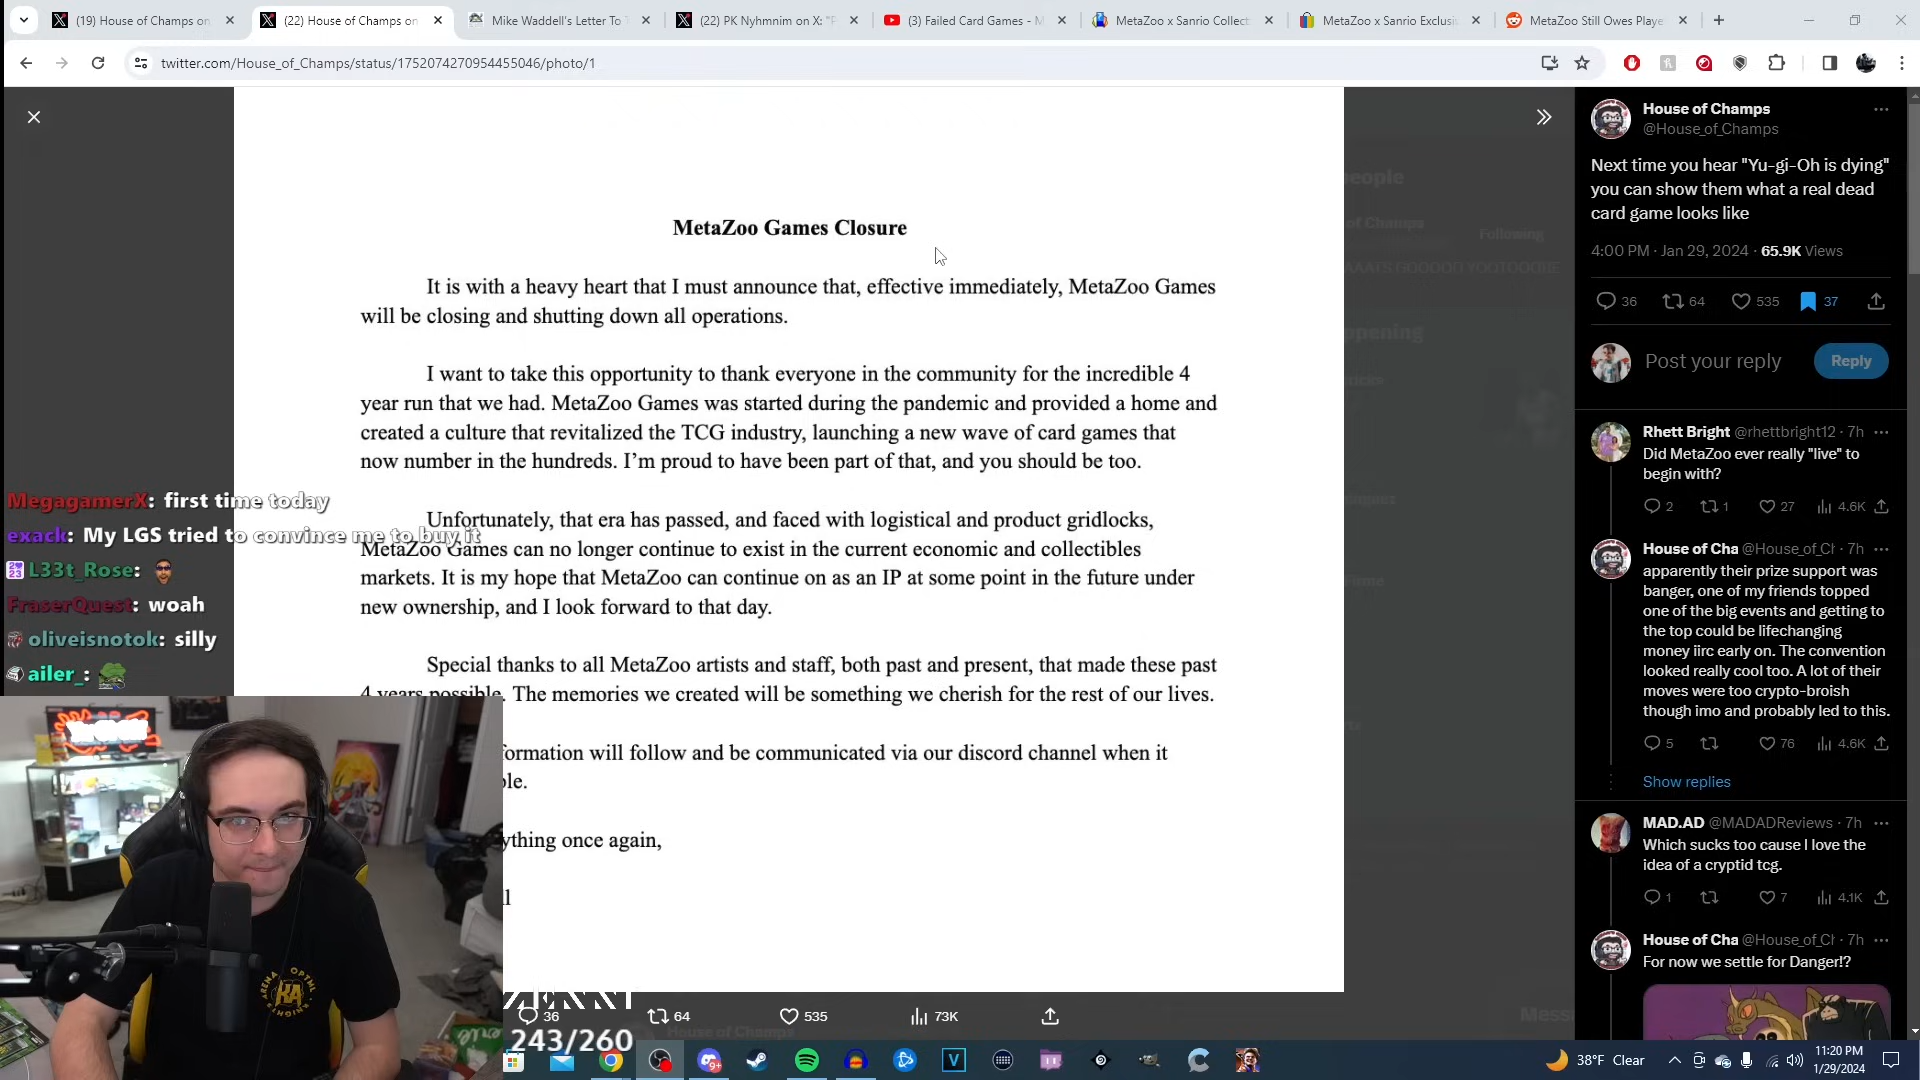 (19) House of Champs on
(22) House of Champs on
Mike Waddell's Letter To T
(22) PK Nyhmnim on X: "F
(3) Failed Card Games - M
MetaZoo x Sanrio Collect
MetaZoo x Sanrio Exclusi
MetaZoo Still Owes Playe
twitter.com/House_of_Champs/status/1752074270954455046/photo/1
MetaZoo Games Closure
It is with a heavy heart that I must announce that, effective immediately, MetaZoo Games
will be closing and shutting down all operations.
I want to take this opportunity to thank everyone in the community for the incredible 4
year run that we had. MetaZoo Games was started during the pandemic and provided a home and
created a culture that revitalized the TCG industry, launching a new wave of card games that
now number in the hundreds. I'm proud to have been part of that, and you should be too.
Unfortunately, that era has passed, and faced with logistical and product gridlocks,
MetaZoo Games can no longer continue to exist in the current economic and collectibles
markets. It is my hope that MetaZoo can continue on as an IP at some point in the future under
new ownership, and I look forward to that day.
Special thanks to all MetaZoo artists and staff, both past and present, that made these past
4 years possible. The memories we created will be something we cherish for the rest of our lives.
formation will follow and be communicated via our discord channel when it
ble.
ything once again,
ll
MegagamerX: first time today
exack: My LGS tried to convince me to buy it
L33t_Rose:
FraserQuest: woah
oliveisnotok: silly
ailer_:
243/260
36
64
535
73K
House of Champs
people
of Champs
Following
ppening
House of Champs
@House_of_Champs
Next time you hear "Yu-gi-Oh is dying"
you can show them what a real dead
card game looks like
4:00 PM · Jan 29, 2024 · 65.9K Views
36
64
535
37
Post your reply
Reply
Rhett Bright @rhettbright12 · 7h
Did MetaZoo ever really "live" to
begin with?
2
1
27
4.6K
House of Cha @House_of_Ch · 7h
apparently their prize support was
banger, one of my friends topped
one of the big events and getting to
the top could be lifechanging
money iirc early on. The convention
looked really cool too. A lot of their
moves were too crypto-broish
though imo and probably led to this.
5
76
4.6K
Show replies
MAD.AD @MADADReviews · 7h
Which sucks too cause I love the
idea of a cryptid tcg.
1
7
4.1K
House of Cha @House_of_Ch · 7h
For now we settle for Danger!?
38°F Clear
11:20 PM
1/29/2024